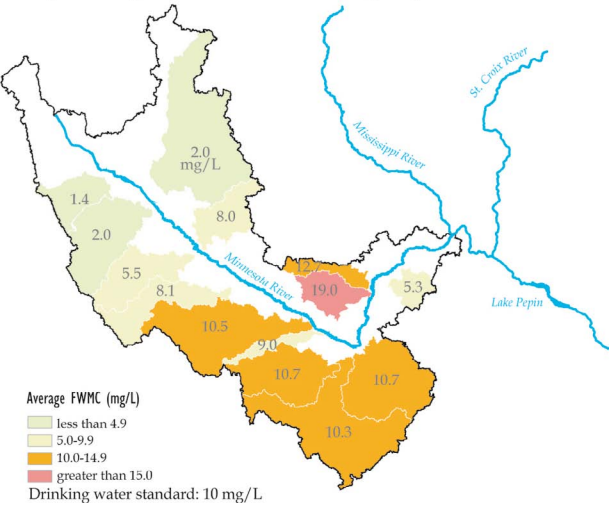 St. Croix River
Mississippi River
2.0
mg/L
1.4
8.0
2.0
Minnesota River
5.5
12.7
8.1
19.0
5.3
Lake Pepin
10.5
9.0
10.7
10.7
10.3
Average FWMC (mg/L)
less than 4.9
5.0-9.9
10.0-14.9
greater than 15.0
Drinking water standard: 10 mg/L